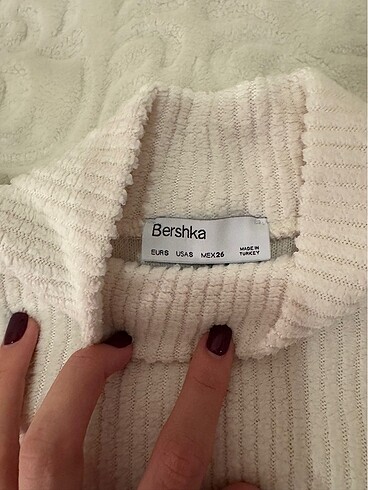 Bershka
EUR S USA S MEX 26
MADE IN
TURKEY